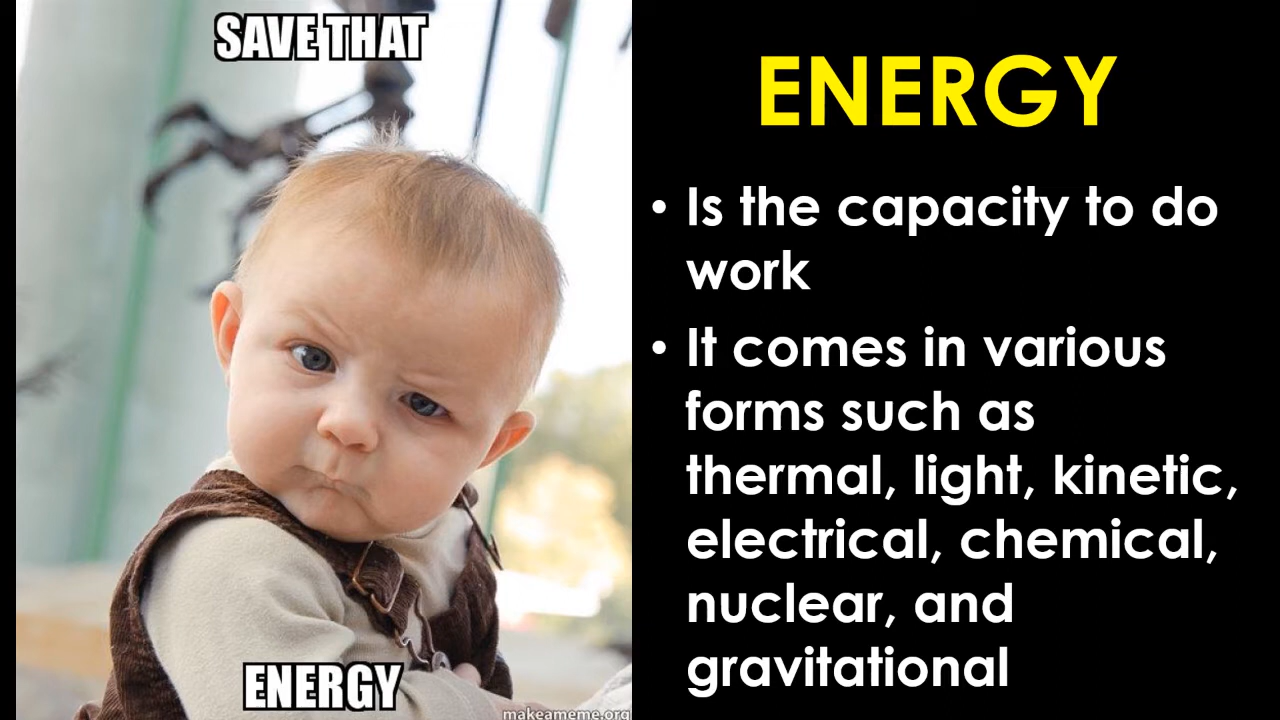 SAVE THAT
ENERGY
makeameme.org
ENERGY
• Is the capacity to do
work
• It comes in various
forms such as
thermal, light, kinetic,
electrical, chemical,
nuclear, and
gravitational